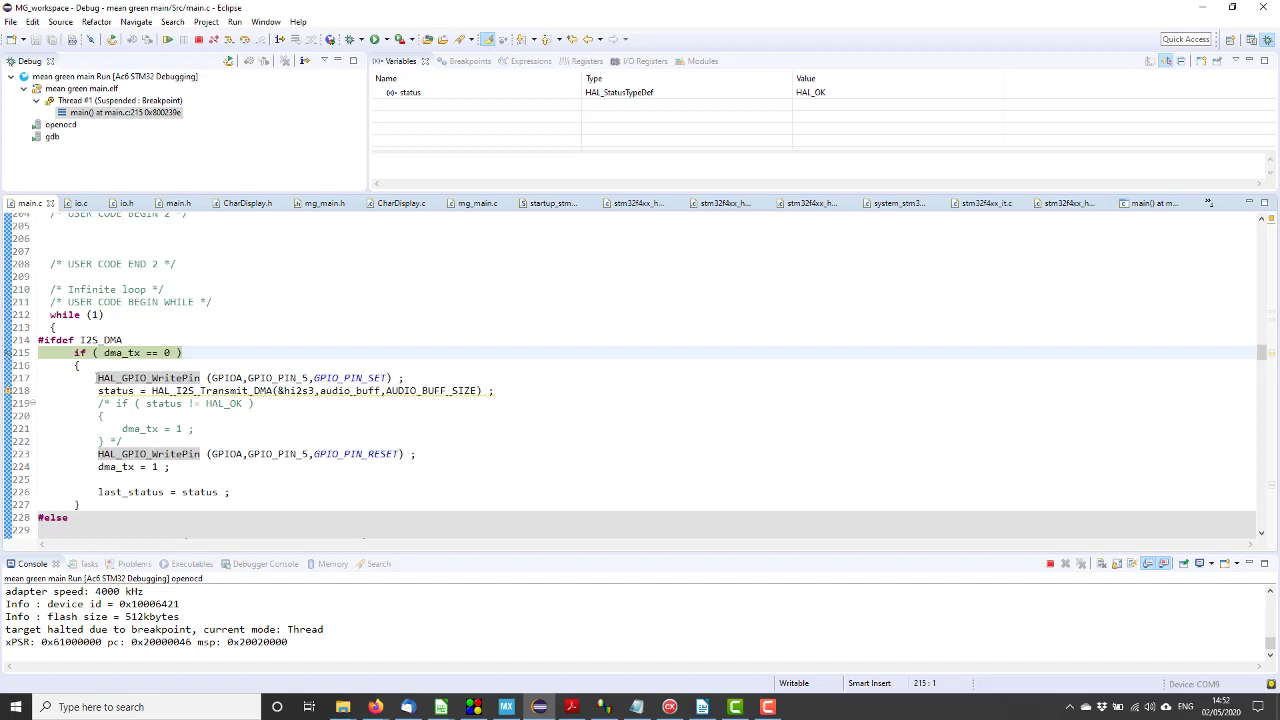 MG_workspace - Debug - mean green main/Src/main.c - Eclipse
File Edit Source Refactor Navigate Search Project Run Window Help
Quick Access
Debug
mean green main Run [Ac6 STM32 Debugging]
mean green main.elf
Thread #1 (Suspended : Breakpoint)
main() at main.c:215 0x800239e
openocd
gdb
Variables Breakpoints Expressions Registers I/O Registers Modules
Name Type Value
status HAL_StatusTypeDef HAL_OK
main.c io.c io.h main.h CharDisplay.h mg_main.h CharDisplay.c mg_main.c startup_stm... stm32f4xx_h... stm32f4xx_h... stm32f4xx_h... system_stm3... stm32f4xx_it.c stm32f4xx_h... main() at m...
204 /* USER CODE BEGIN 2 */
205
206
207
208 /* USER CODE END 2 */
209
210 /* Infinite loop */
211 /* USER CODE BEGIN WHILE */
212 while (1)
213 {
214 #ifdef I2S_DMA
215 if ( dma_tx == 0 )
216 {
217 HAL_GPIO_WritePin (GPIOA,GPIO_PIN_5,GPIO_PIN_SET) ;
218 status = HAL_I2S_Transmit_DMA(&hi2s3,audio_buff,AUDIO_BUFF_SIZE) ;
219 /* if ( status != HAL_OK )
220 {
221 dma_tx = 1 ;
222 } */
223 HAL_GPIO_WritePin (GPIOA,GPIO_PIN_5,GPIO_PIN_RESET) ;
224 dma_tx = 1 ;
225
226 last_status = status ;
227 }
228 #else
229
Console Tasks Problems Executables Debugger Console Memory Search
mean green main Run [Ac6 STM32 Debugging] openocd
adapter speed: 4000 kHz
Info : device id = 0x10006421
Info : flash size = 512kbytes
target halted due to breakpoint, current mode: Thread
xPSR: 0x61000000 pc: 0x20000046 msp: 0x20020000
Writable Smart Insert 215 : 1 Device: COM9
Type here to search
ENG
14:52
02/05/2020